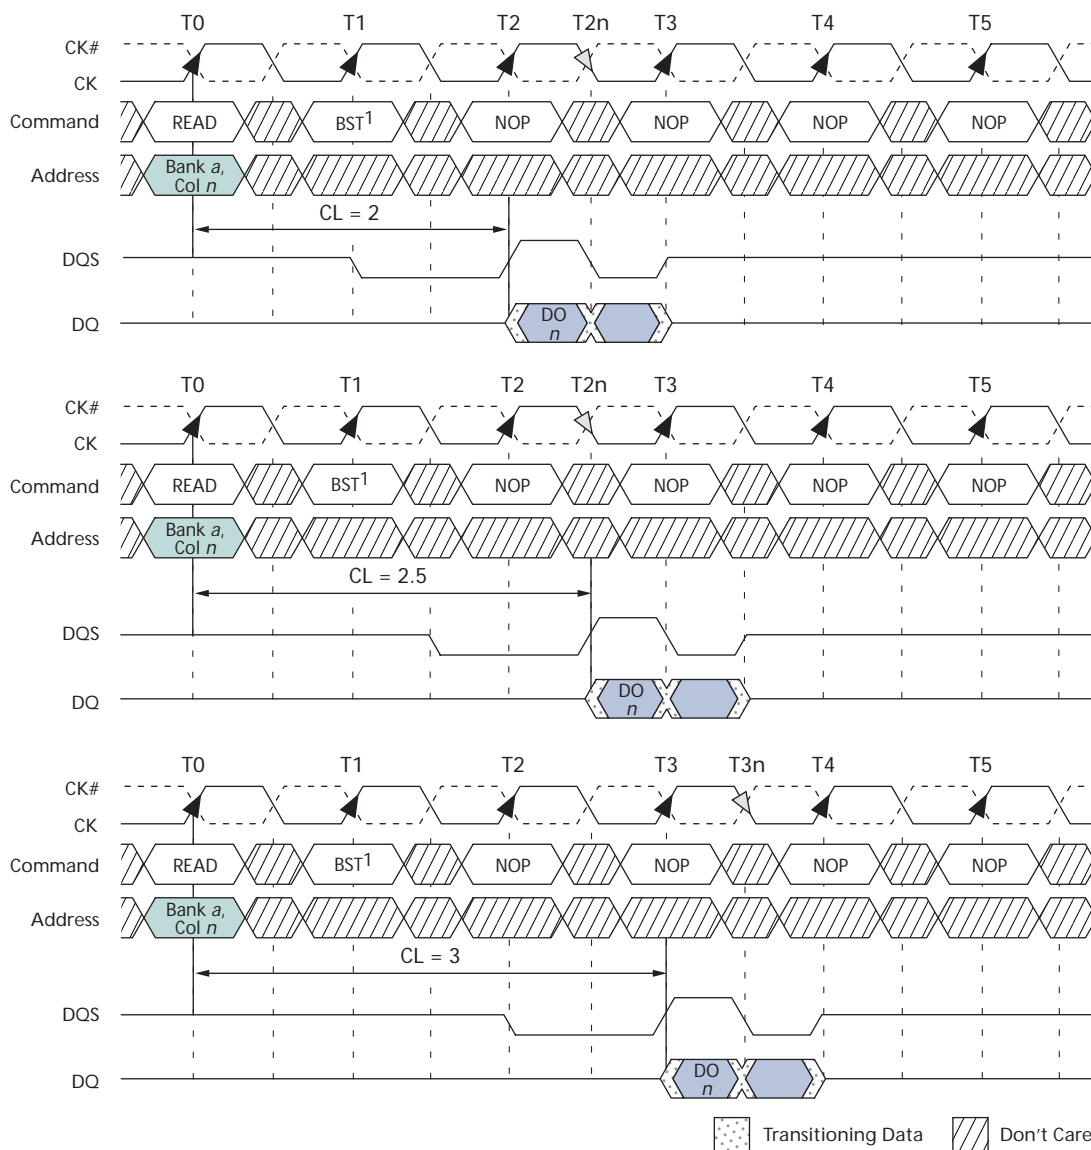 T0 T1 T2 T2n T3 T4 T5
CK#
CK
Command READ BST1 NOP NOP NOP NOP
Address Bank a,
Col n
CL = 2
DQS
DQ DO
n
T0 T1 T2 T2n T3 T4 T5
CK#
CK
Command READ BST1 NOP NOP NOP NOP
Address Bank a,
Col n
CL = 2.5
DQS
DQ DO
n
T0 T1 T2 T3 T3n T4 T5
CK#
CK
Command READ BST1 NOP NOP NOP NOP
Address Bank a,
Col n
CL = 3
DQS
DQ DO
n
Transitioning Data Don't Care